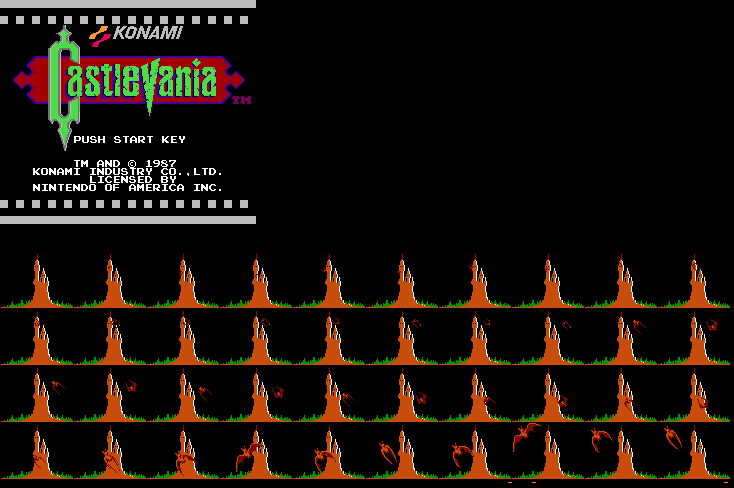 KONAMI
Castlevania
TM
PUSH START KEY
TM AND © 1987
KONAMI INDUSTRY CO.,LTD.
LICENSED BY
NINTENDO OF AMERICA INC.